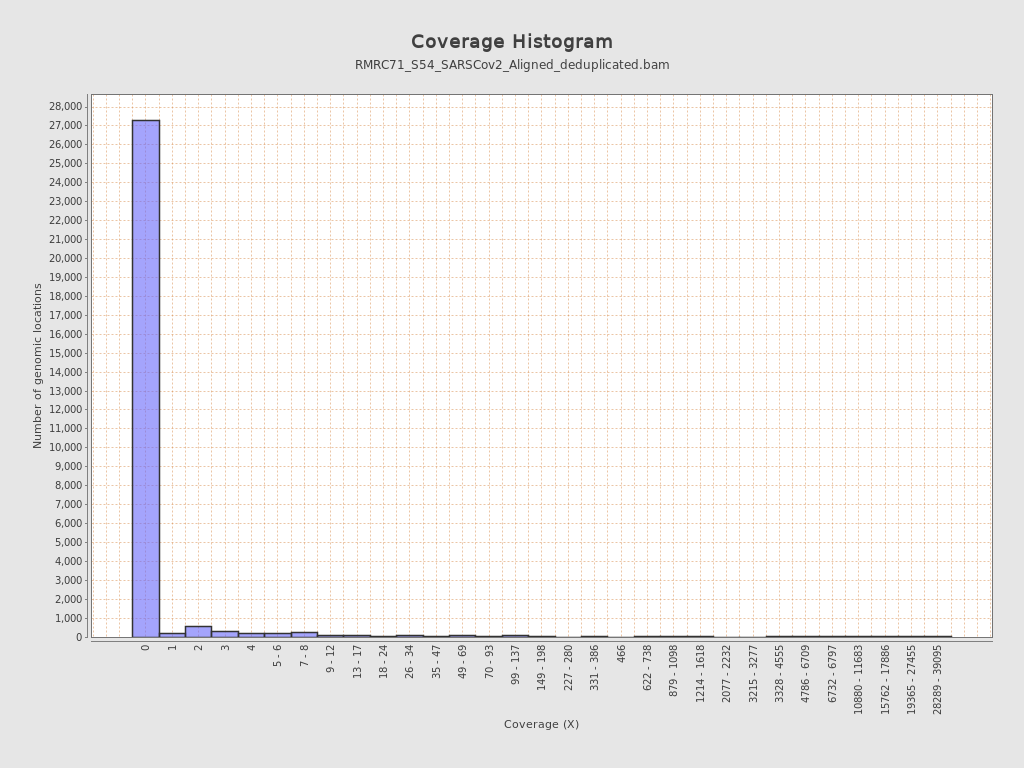 Coverage Histogram
RMRC71_S54_SARSCov2_Aligned_deduplicated.bam
28,000
27,000
26,000
25,000
24,000
23,000
22,000
21,000
20,000
19,000
18,000
17,000
16,000
15,000
14,000
13,000
12,000
11,000
10,000
9,000
8,000
7,000
6,000
5,000
4,000
3,000
2,000
1,000
0
Number of genomic locations
0
1
2
3
4
5 - 6
7 - 8
9 - 12
13 - 17
18 - 24
26 - 34
35 - 47
49 - 69
70 - 93
99 - 137
149 - 198
227 - 280
331 - 386
466
622 - 738
879 - 1098
1214 - 1618
2077 - 2232
3215 - 3277
3328 - 4555
4786 - 6709
6732 - 6797
10880 - 11683
15762 - 17886
19365 - 27455
28289 - 39095
Coverage (X)